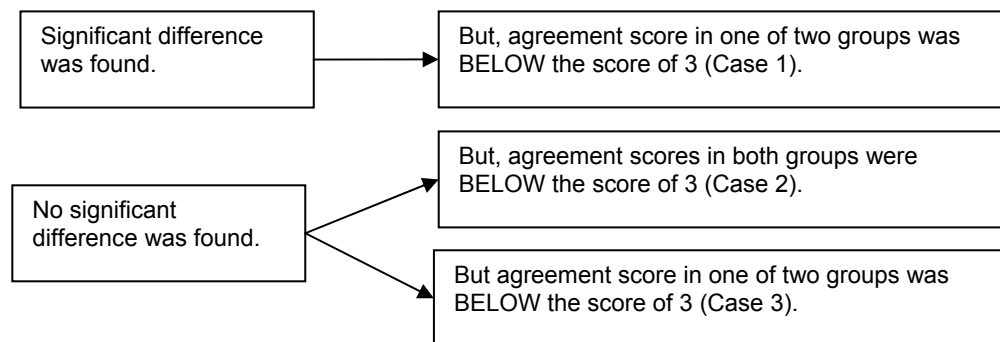 Significant difference
was found.
But, agreement score in one of two groups was
BELOW the score of 3 (Case 1).
No significant
difference was found.
But, agreement scores in both groups were
BELOW the score of 3 (Case 2).
But agreement score in one of two groups was
BELOW the score of 3 (Case 3).